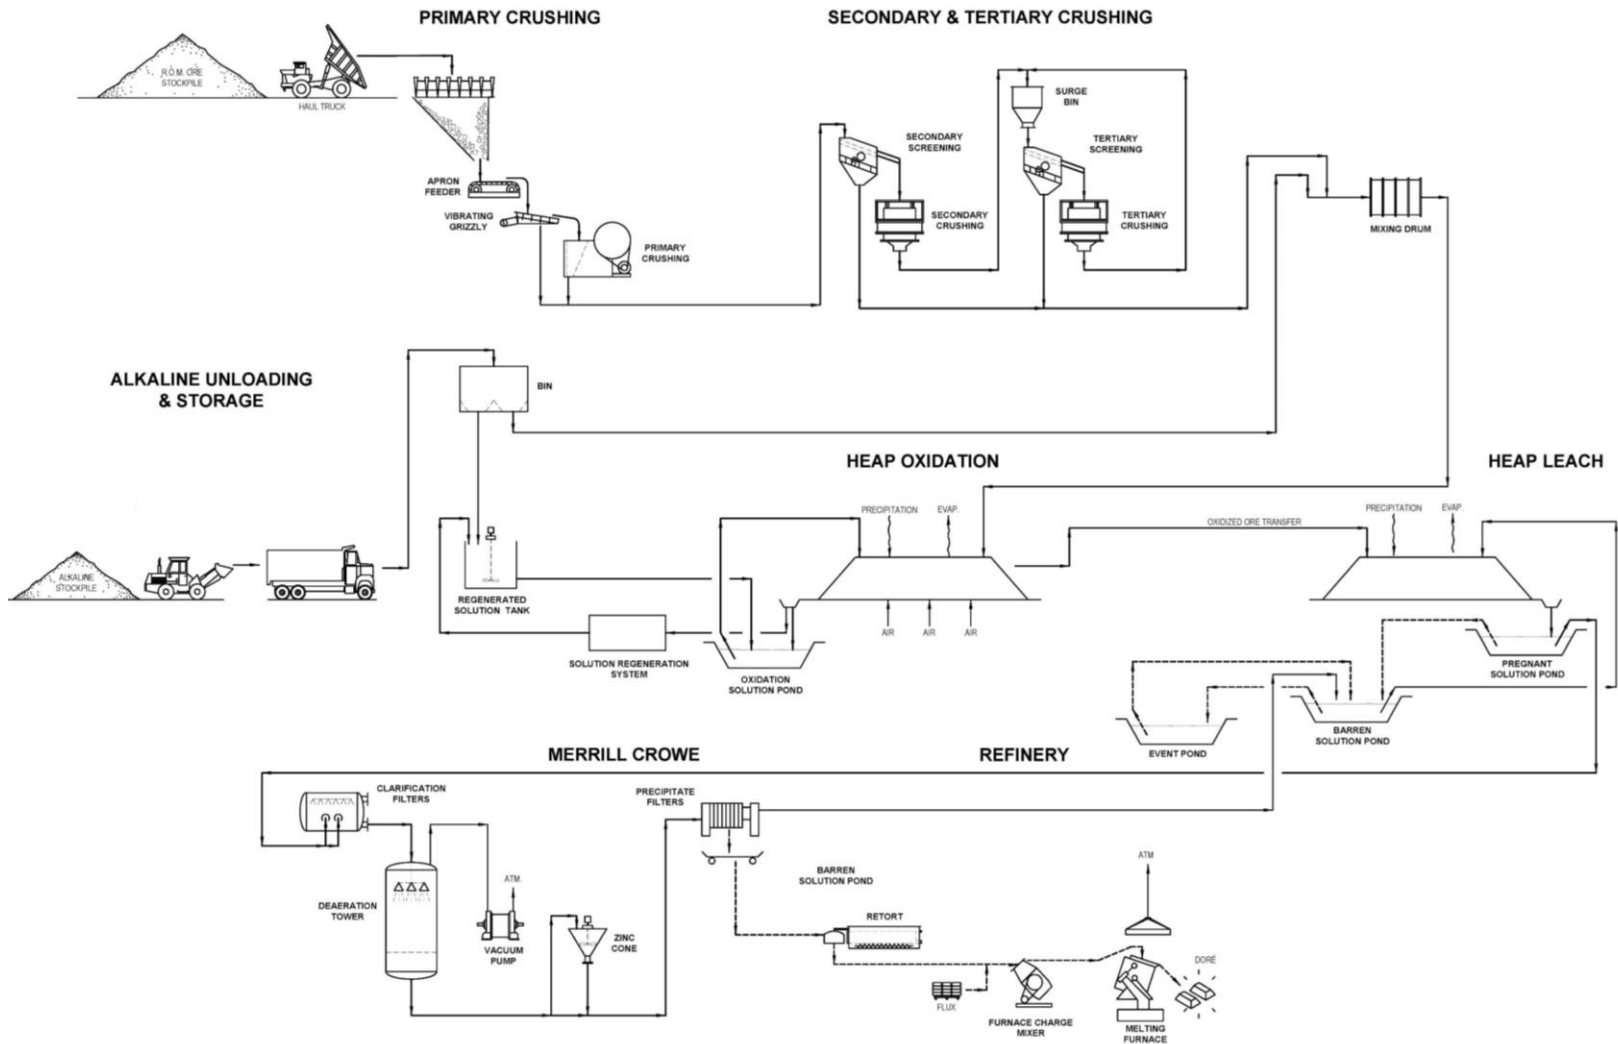 PRIMARY CRUSHING
SECONDARY & TERTIARY CRUSHING
R.O.M. ORE
STOCKPILE
HAUL TRUCK
APRON
FEEDER
VIBRATING
GRIZZLY
PRIMARY
CRUSHING
SECONDARY
SCREENING
SECONDARY
CRUSHING
SURGE
BIN
TERTIARY
SCREENING
TERTIARY
CRUSHING
MIXING DRUM
ALKALINE UNLOADING
& STORAGE
BIN
ALKALINE
STOCKPILE
REGENERATED
SOLUTION TANK
SOLUTION REGENERATION
SYSTEM
HEAP OXIDATION
PRECIPITATION
EVAP.
AIR
AIR
AIR
OXIDATION
SOLUTION POND
OXIDIZED ORE TRANSFER
HEAP LEACH
PRECIPITATION
EVAP.
PREGNANT
SOLUTION POND
BARREN
SOLUTION POND
EVENT POND
MERRILL CROWE
REFINERY
CLARIFICATION
FILTERS
DEAERATION
TOWER
ATM.
VACUUM
PUMP
ZINC
CONE
PRECIPITATE
FILTERS
BARREN
SOLUTION POND
RETORT
FLUX
FURNACE CHARGE
MIXER
ATM
MELTING
FURNACE
DORÉ